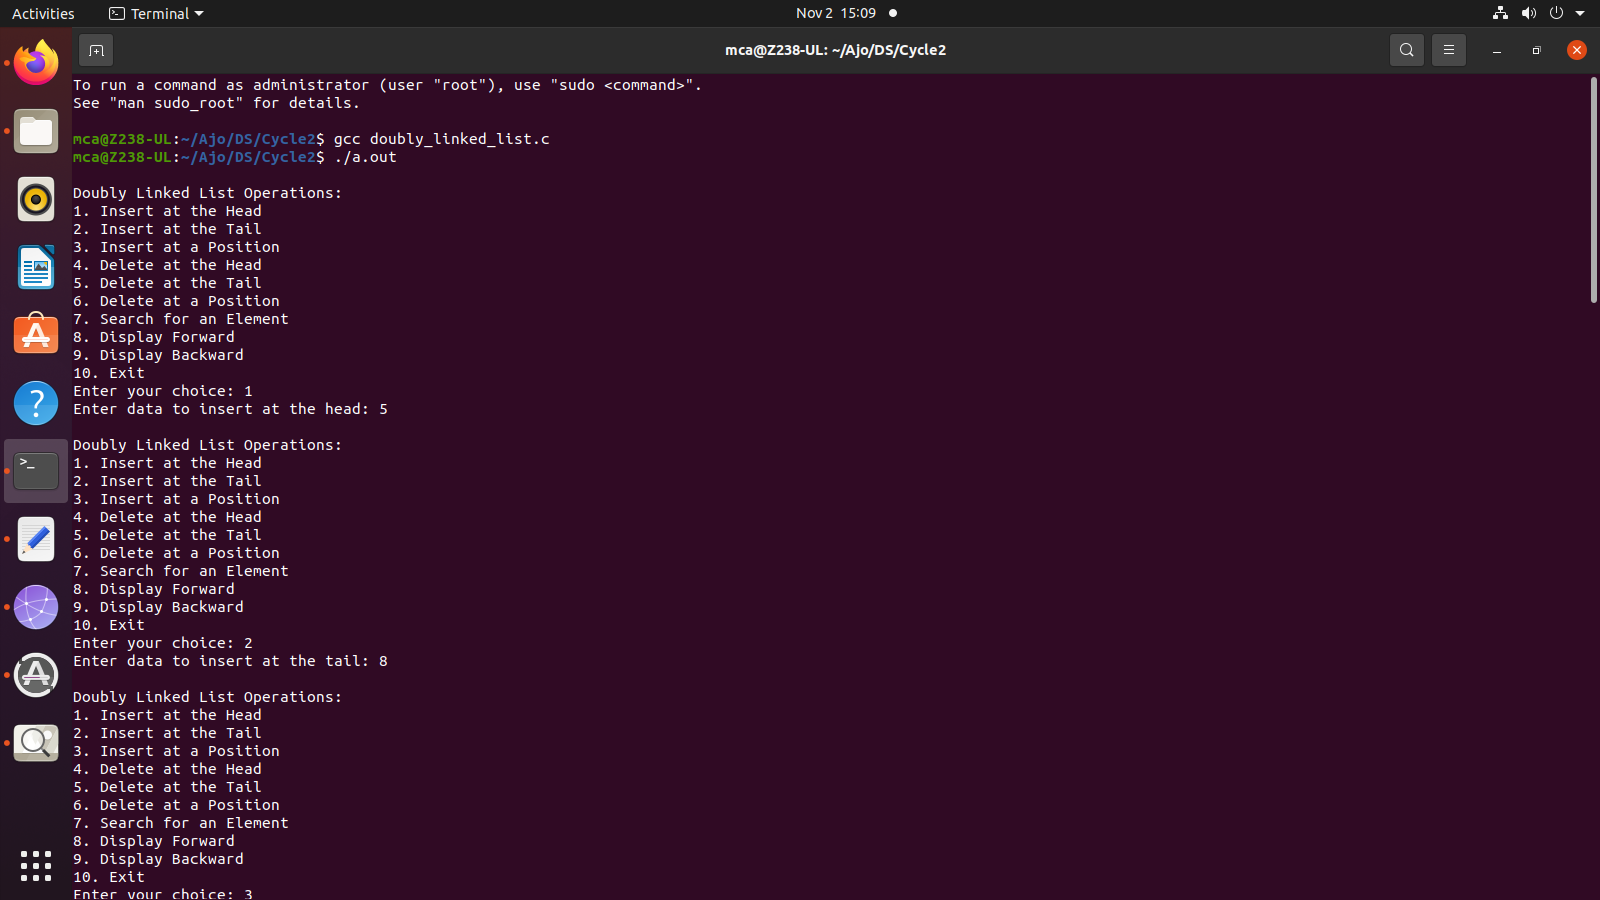 Activities
Terminal
Nov 2 15:09
mca@Z238-UL: ~/Ajo/DS/Cycle2
To run a command as administrator (user "root"), use "sudo <command>".
See "man sudo_root" for details.
mca@Z238-UL:~/Ajo/DS/Cycle2$ gcc doubly_linked_list.c
mca@Z238-UL:~/Ajo/DS/Cycle2$ ./a.out
Doubly Linked List Operations:
1. Insert at the Head
2. Insert at the Tail
3. Insert at a Position
4. Delete at the Head
5. Delete at the Tail
6. Delete at a Position
7. Search for an Element
8. Display Forward
9. Display Backward
10. Exit
Enter your choice: 1
Enter data to insert at the head: 5
Doubly Linked List Operations:
1. Insert at the Head
2. Insert at the Tail
3. Insert at a Position
4. Delete at the Head
5. Delete at the Tail
6. Delete at a Position
7. Search for an Element
8. Display Forward
9. Display Backward
10. Exit
Enter your choice: 2
Enter data to insert at the tail: 8
Doubly Linked List Operations:
1. Insert at the Head
2. Insert at the Tail
3. Insert at a Position
4. Delete at the Head
5. Delete at the Tail
6. Delete at a Position
7. Search for an Element
8. Display Forward
9. Display Backward
10. Exit
Enter your choice: 3